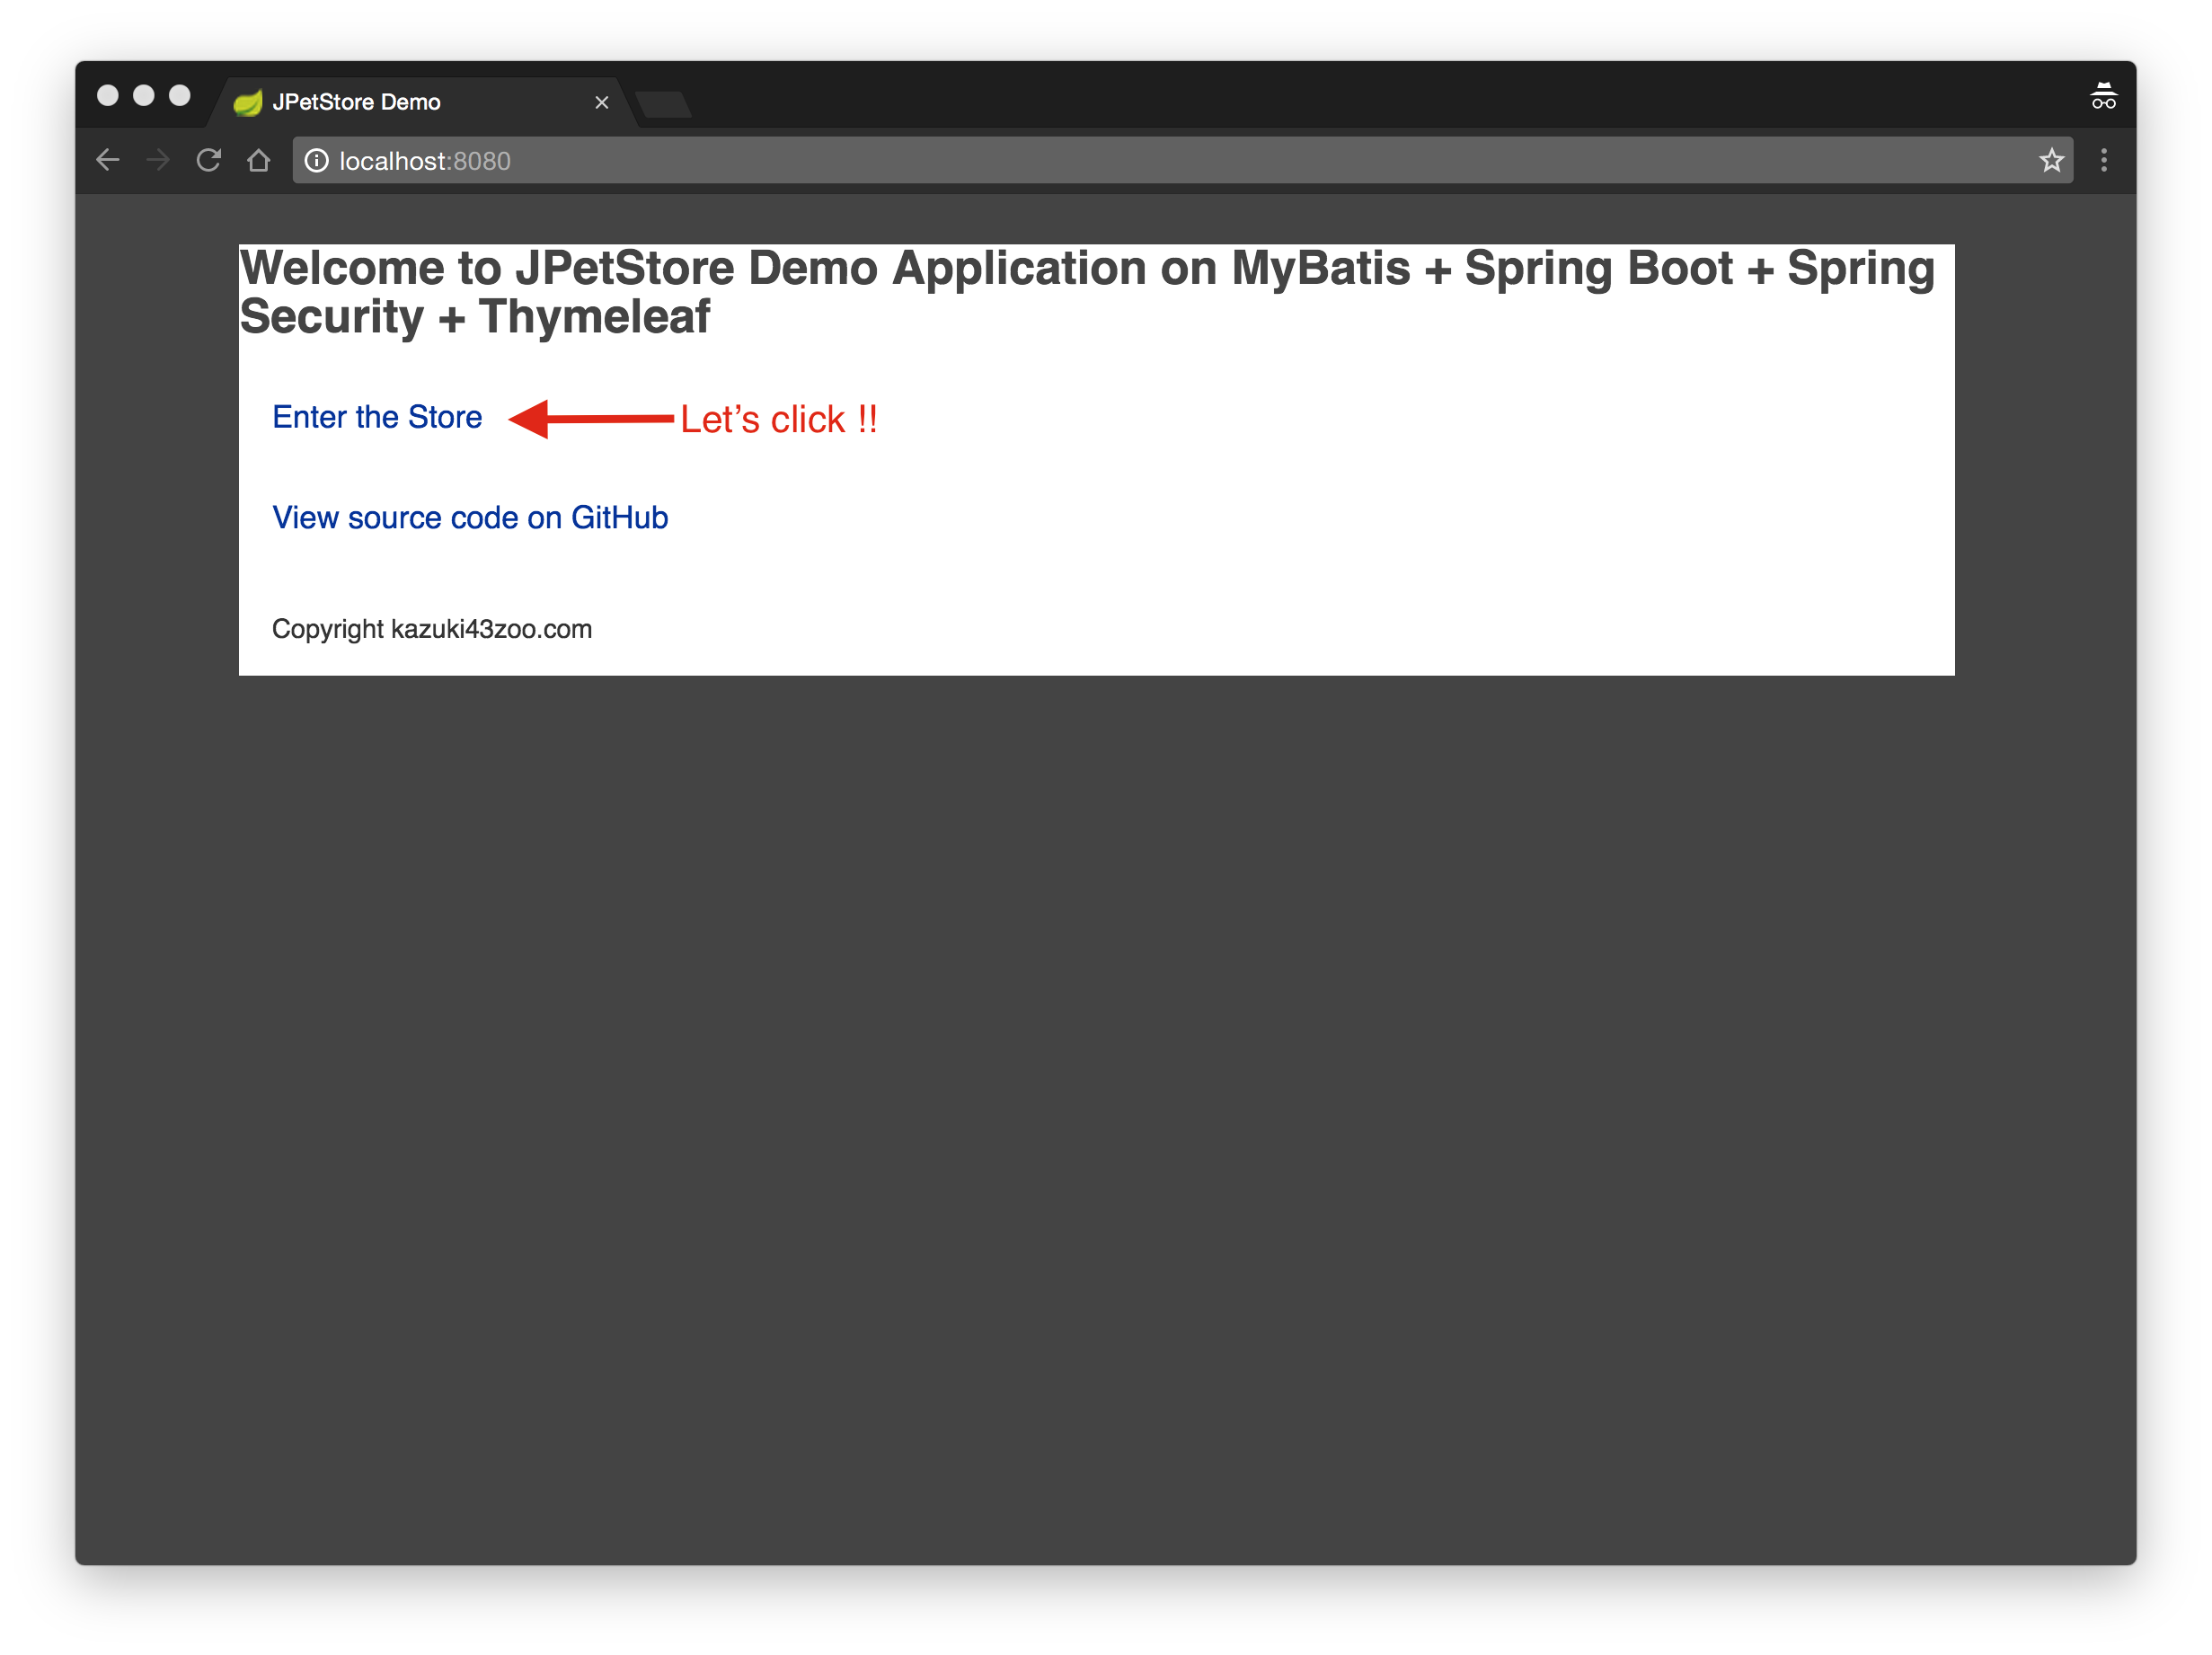 JPetStore Demo
localhost:8080
Welcome to JPetStore Demo Application on MyBatis + Spring Boot + Spring
Security + Thymeleaf
Enter the Store
Let’s click !!
View source code on GitHub
Copyright kazuki43zoo.com